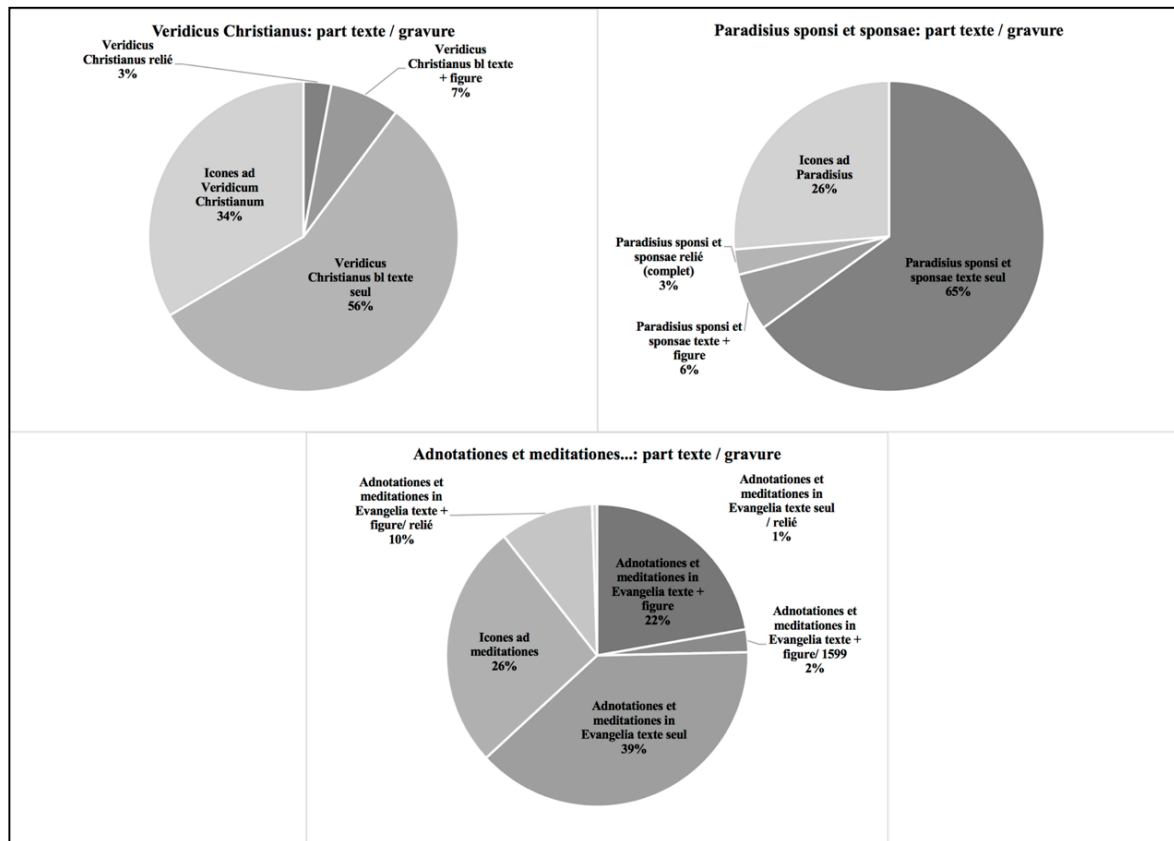 Veridicus Christianus: part texte / gravure
Veridicus
Christianus relié
3%
Veridicus
Christianus bl texte
+ figure
7%
Icones ad
Veridicum
Christianum
34%
Veridicus
Christianus bl texte
seul
56%
Paradisius sponsi et sponsae: part texte / gravure
Icones ad
Paradisius
26%
Paradisius sponsi et
sponsae relié
(complet)
3%
Paradisius sponsi et
sponsae texte seul
65%
Paradisius sponsi et
sponsae texte +
figure
6%
Adnotationes et meditationes...: part texte / gravure
Adnotationes et
meditationes in
Evangelia texte +
figure/ relié
10%
Adnotationes et
meditationes in
Evangelia texte seul
/ relié
1%
Adnotationes et
meditationes in
Evangelia texte +
figure
22%
Adnotationes et
meditationes in
Evangelia texte +
figure/ 1599
2%
Icones ad
meditationes
26%
Adnotationes et
meditationes in
Evangelia texte seul
39%